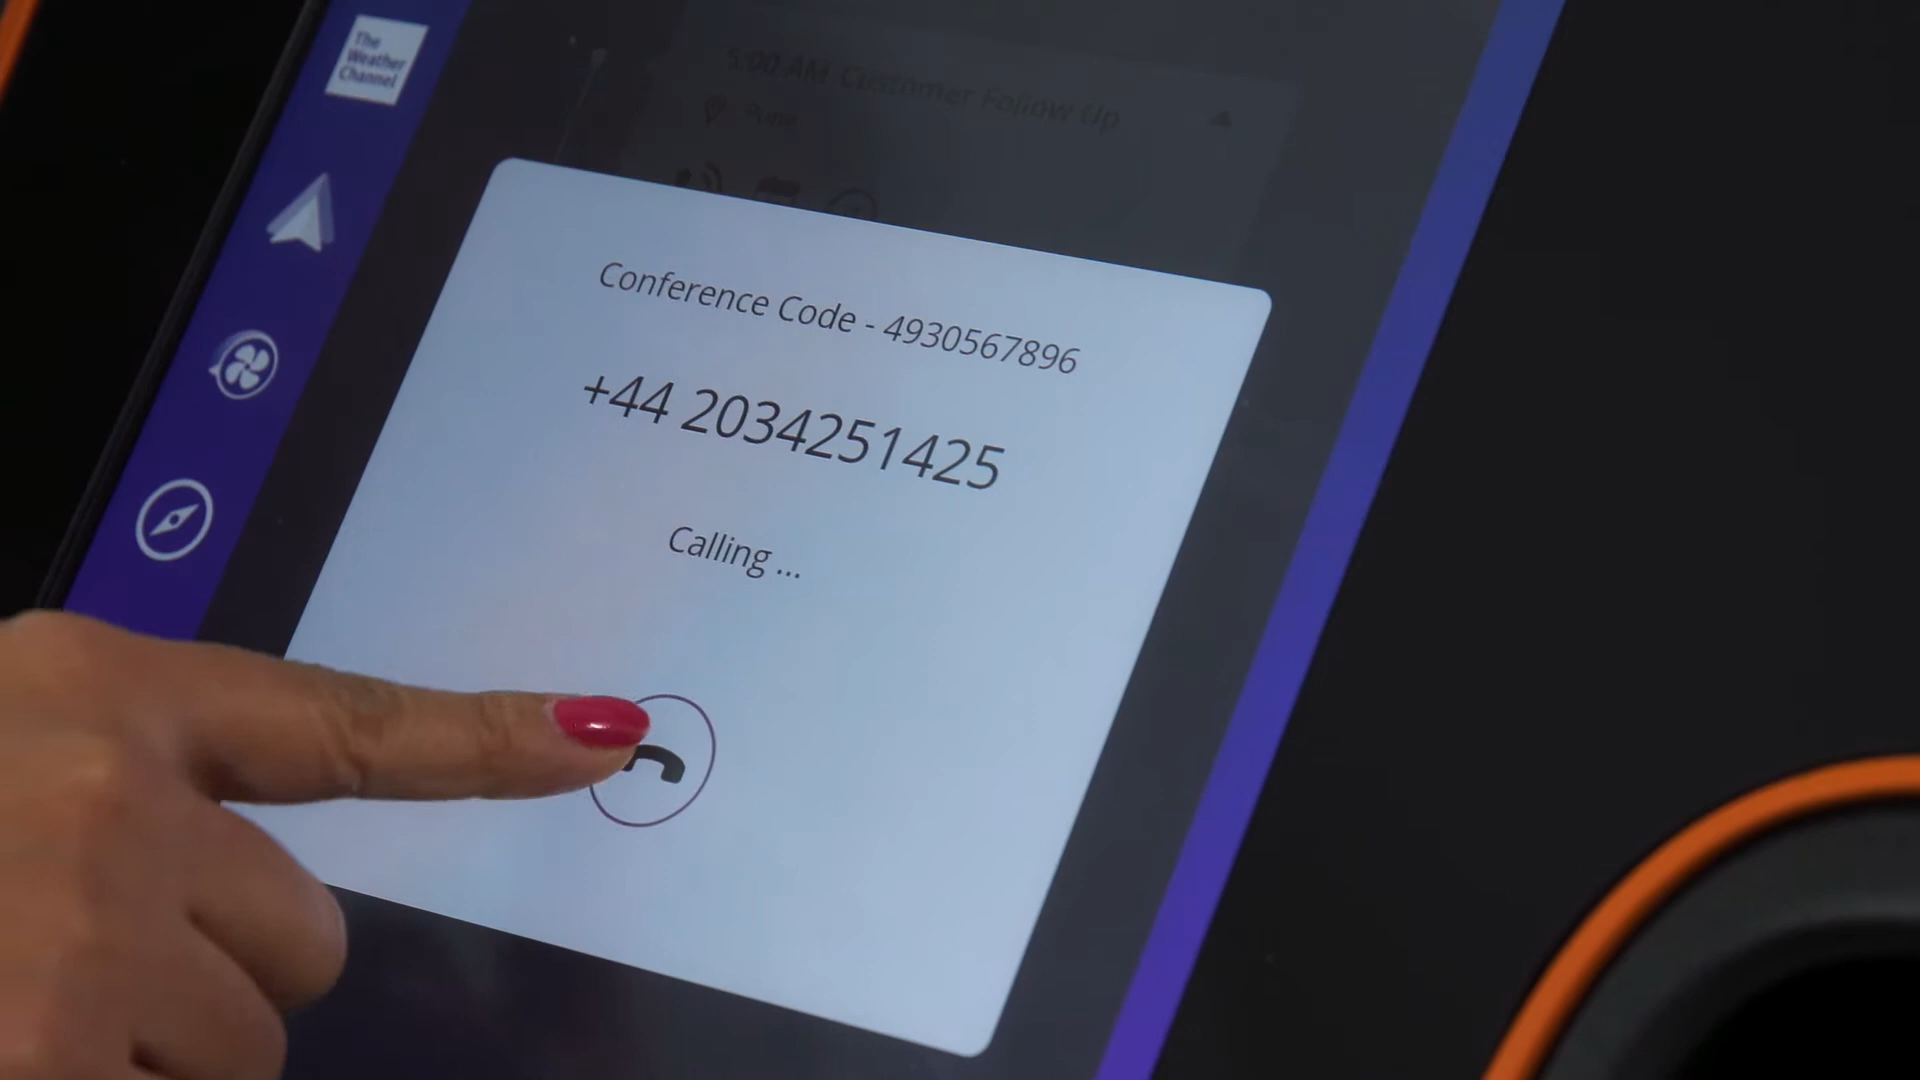 The
Weather
Channel
5:00 AM Customer Follow Up
Conference Code - 4930567896
+44 2034251425
Calling ...